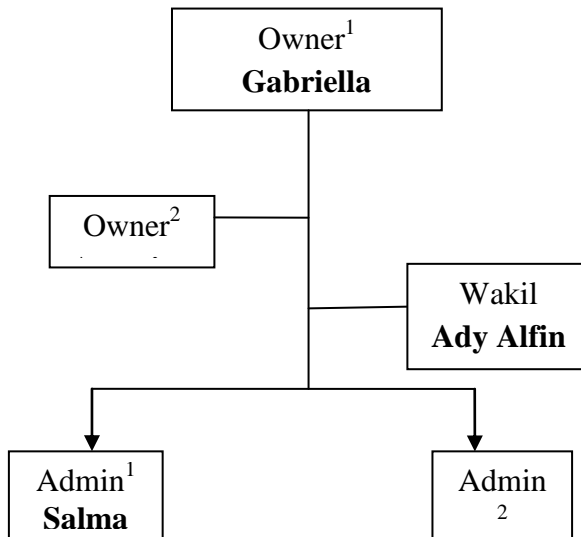 Owner¹
Gabriella
Owner²
Wakil
Ady Alfin
Admin¹
Salma
Admin
²